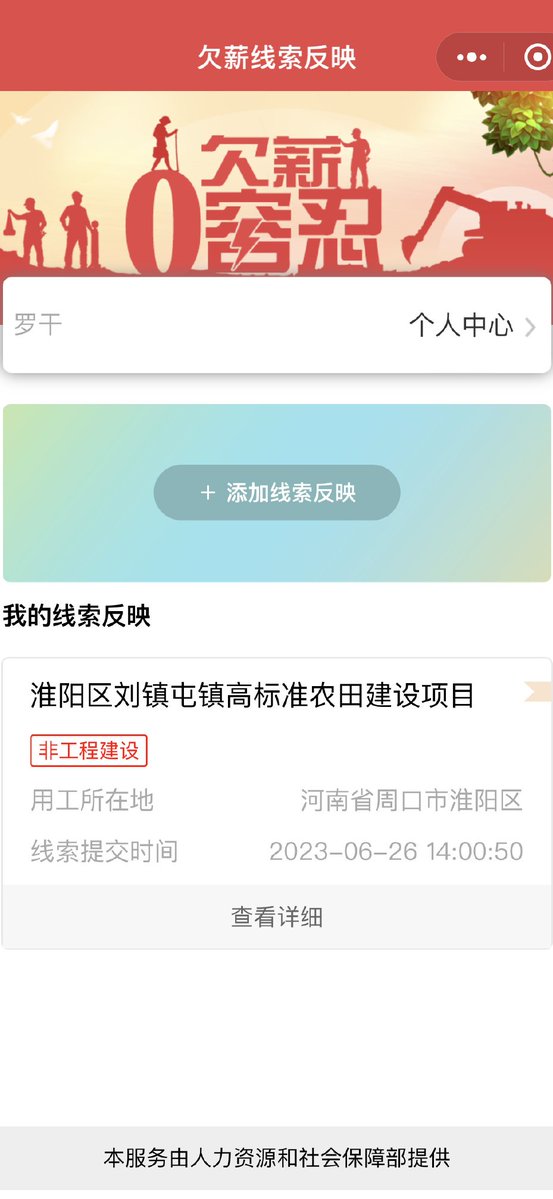 欠薪线索反映
欠薪
0容忍
罗干
个人中心
+ 添加线索反映
我的线索反映
淮阳区刘镇屯镇高标准农田建设项目
非工程建设
用工所在地 河南省周口市淮阳区
线索提交时间 2023-06-26 14:00:50
查看详细
本服务由人力资源和社会保障部提供